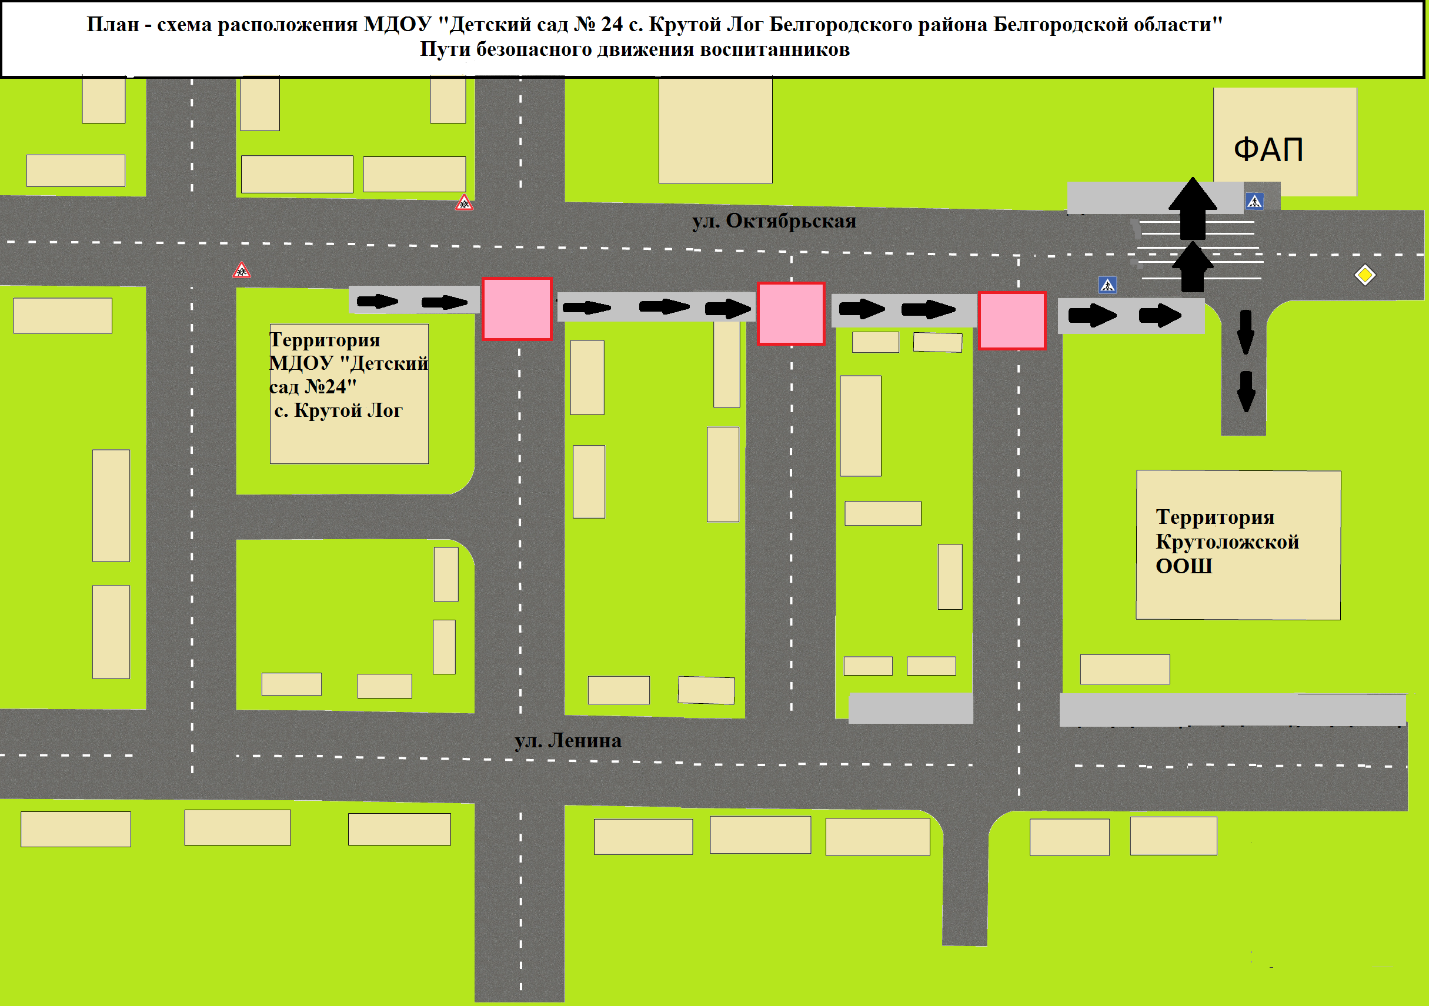 План - схема расположения МДОУ "Детский сад № 24 с. Крутой Лог Белгородского района Белгородской области"
Пути безопасного движения воспитанников
ФАП
ул. Октябрьская
Территория
МДОУ "Детский
сад №24"
с. Крутой Лог
Территория
Крутоложской
ООШ
ул. Ленина